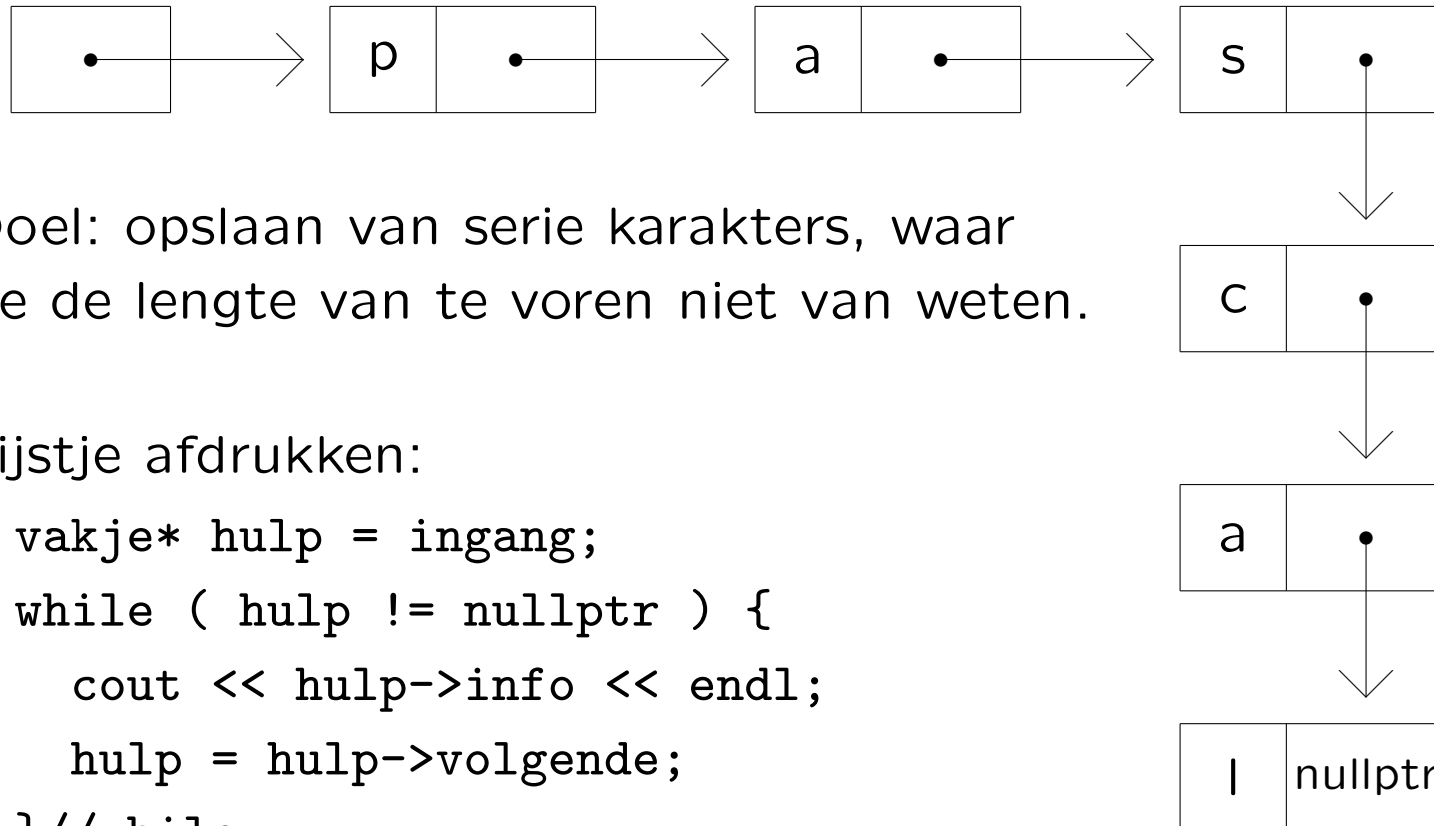 p a s
oel: opslaan van serie karakters, waar
e de lengte van te voren niet van weten.
c
ijstje afdrukken:
a
vakje* hulp = ingang;
while ( hulp != nullptr ) {
cout << hulp->info << endl;
hulp = hulp->volgende;
l nullptr